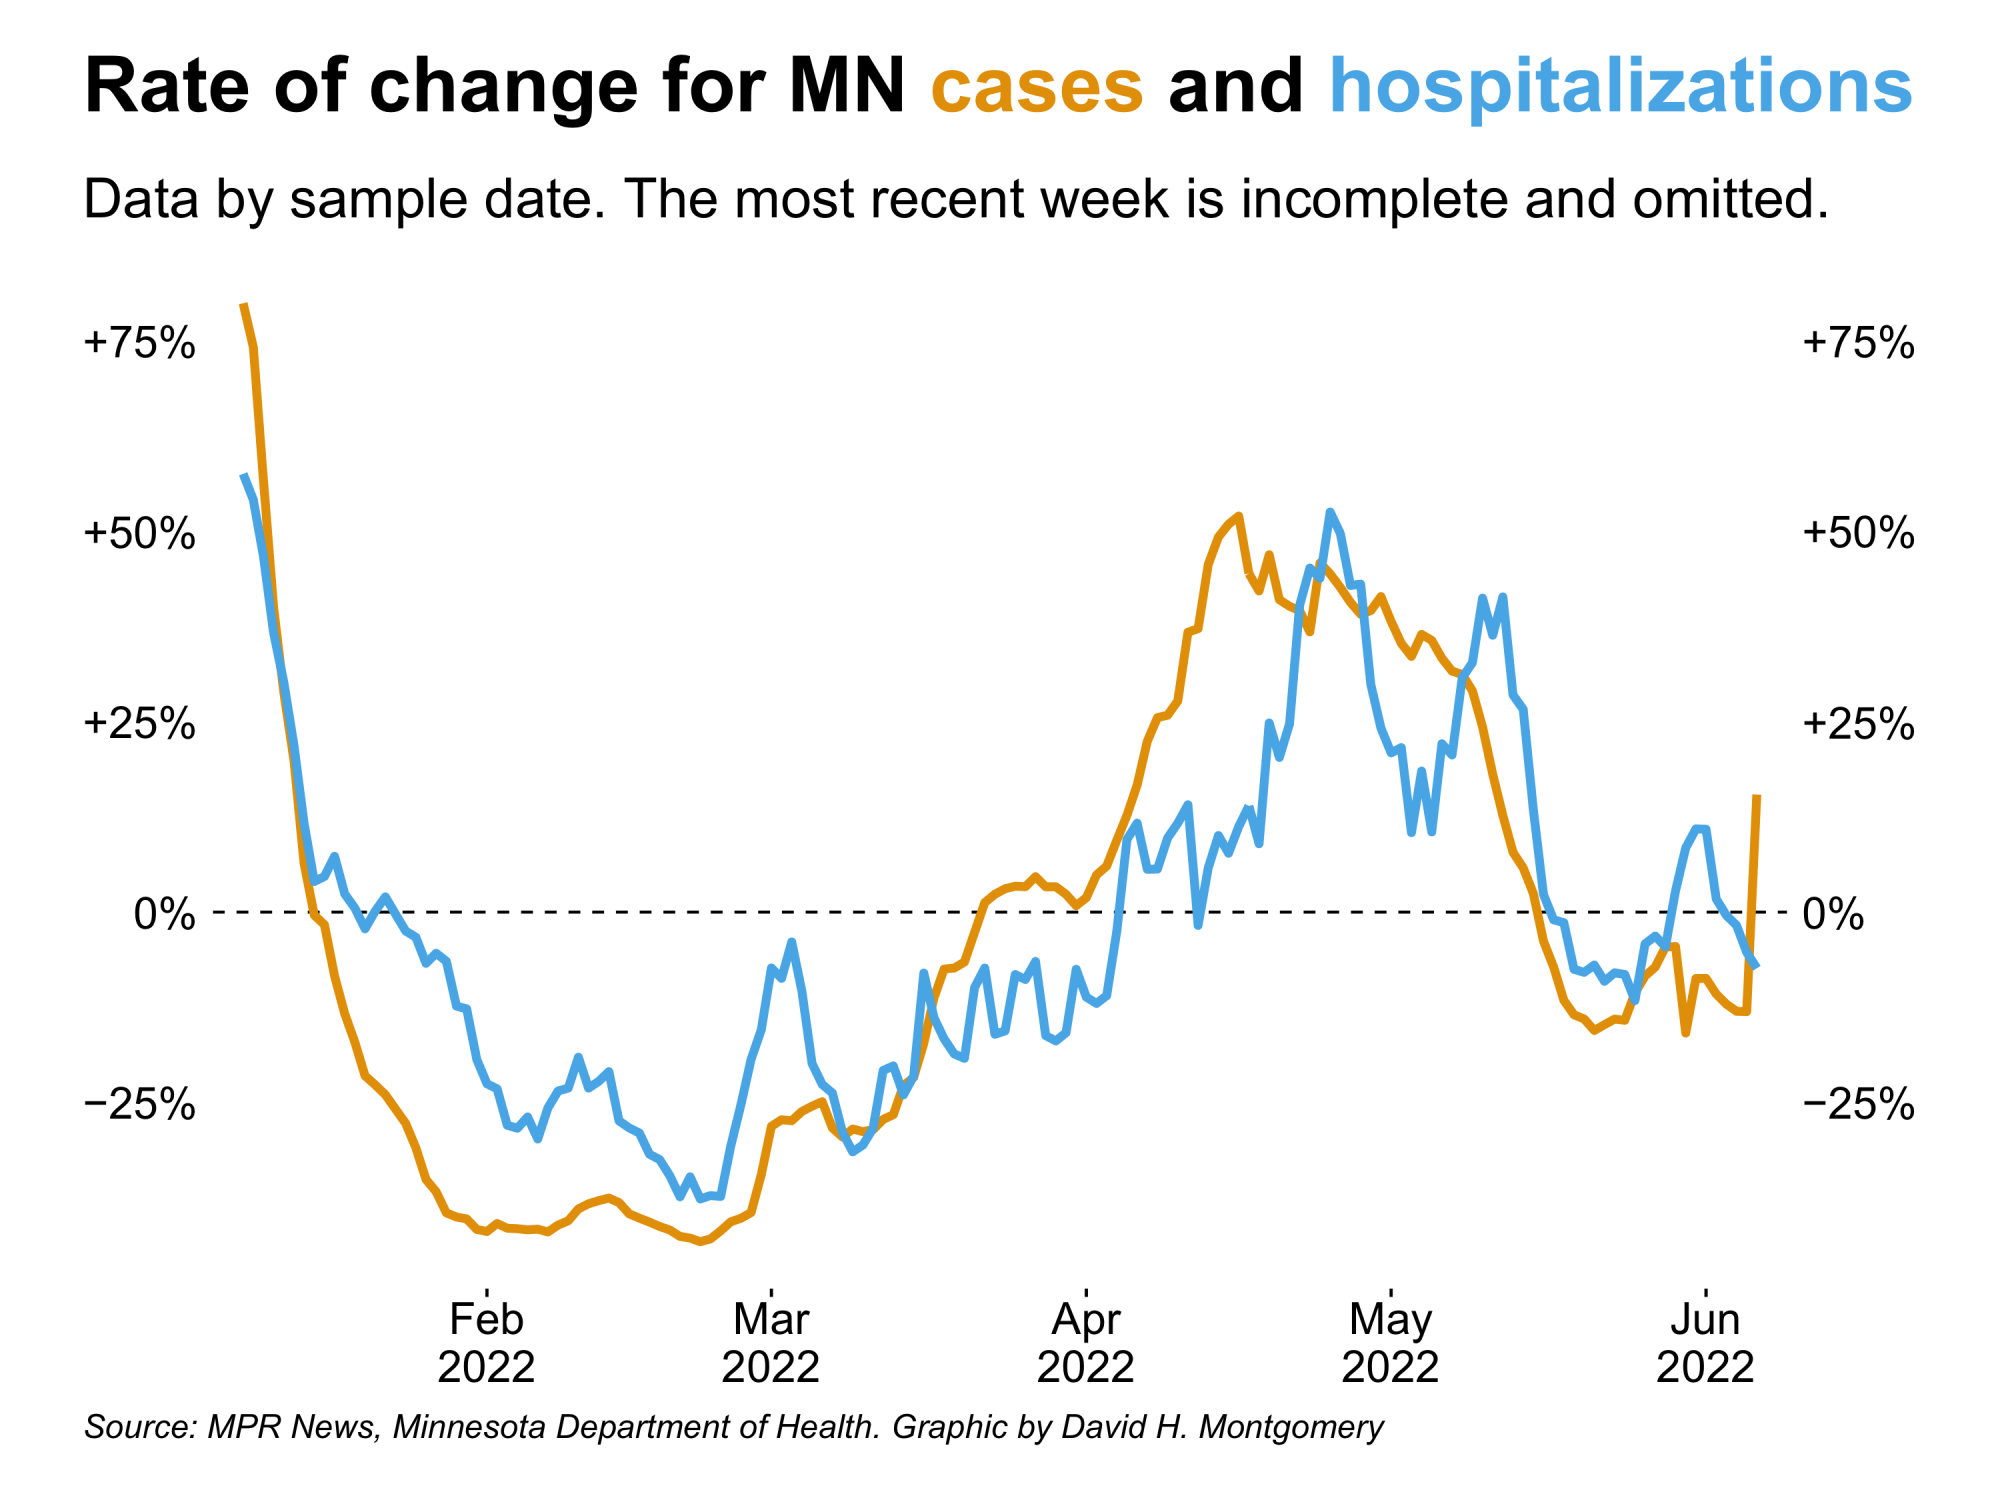 Rate of change for MN cases and hospitalizations
Data by sample date. The most recent week is incomplete and omitted.
+75% +75%
+50% +50%
+25% +25%
0% 0%
−25% −25%
Feb Mar Apr May Jun
2022 2022 2022 2022 2022
Source: MPR News, Minnesota Department of Health. Graphic by David H. Montgomery